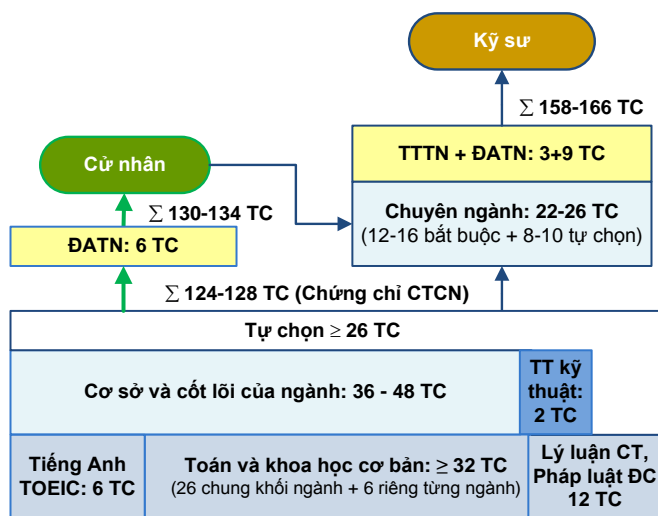 Kỹ sư
∑ 158-166 TC
TTTN + ĐATN: 3+9 TC
Cử nhân
Chuyên ngành: 22-26 TC
(12-16 bắt buộc + 8-10 tự chọn)
∑ 130-134 TC
ĐATN: 6 TC
∑ 124-128 TC (Chứng chỉ CTCN)
Tự chọn ≥ 26 TC
Cơ sở và cốt lõi của ngành: 36 - 48 TC
TT kỹ
thuật:
2 TC
Tiếng Anh
TOEIC: 6 TC
Toán và khoa học cơ bản: ≥ 32 TC
(26 chung khối ngành + 6 riêng từng ngành)
Lý luận CT,
Pháp luật ĐC
12 TC